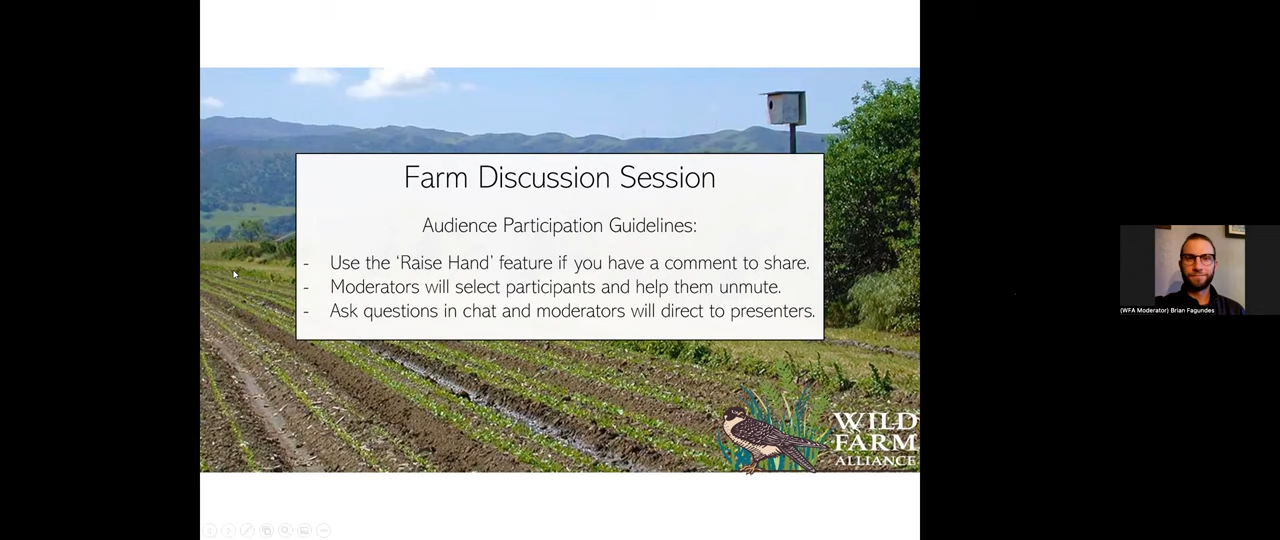 Farm Discussion Session
Audience Participation Guidelines:
- Use the ‘Raise Hand’ feature if you have a comment to share.
- Moderators will select participants and help them unmute.
- Ask questions in chat and moderators will direct to presenters.
WILD
FARM
ALLIANCE
(WFA Moderator) Brian Fagundes